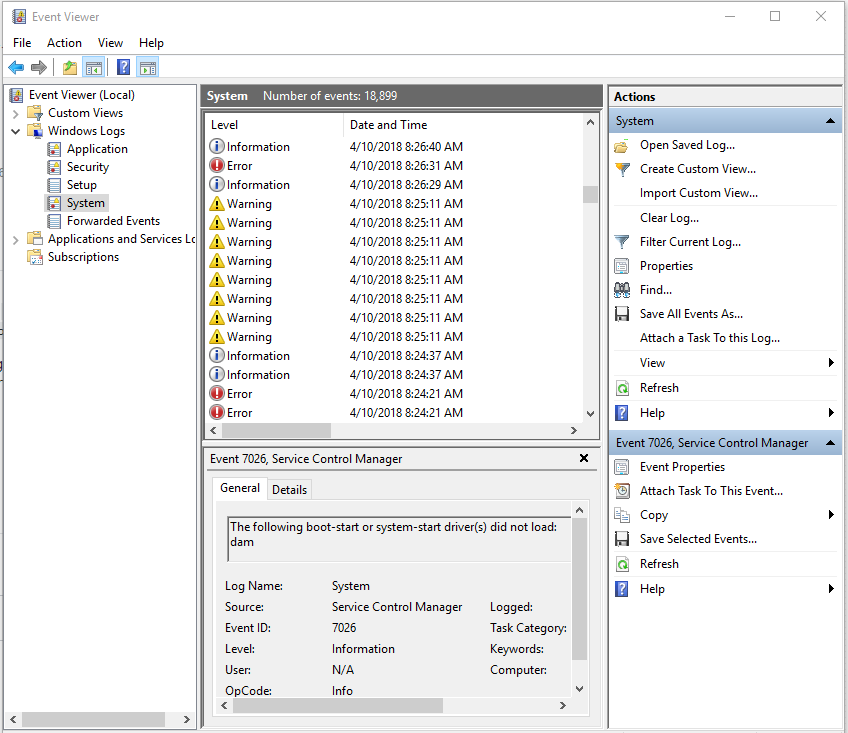 Event Viewer
File Action View Help
Event Viewer (Local)
Custom Views
Windows Logs
Application
Security
Setup
System
Forwarded Events
Applications and Services Lo
Subscriptions
System Number of events: 18,899
Level Date and Time
Information 4/10/2018 8:26:40 AM
Error 4/10/2018 8:26:31 AM
Information 4/10/2018 8:26:29 AM
Warning 4/10/2018 8:25:11 AM
Warning 4/10/2018 8:25:11 AM
Warning 4/10/2018 8:25:11 AM
Warning 4/10/2018 8:25:11 AM
Warning 4/10/2018 8:25:11 AM
Warning 4/10/2018 8:25:11 AM
Warning 4/10/2018 8:25:11 AM
Warning 4/10/2018 8:25:11 AM
Information 4/10/2018 8:24:37 AM
Information 4/10/2018 8:24:37 AM
Error 4/10/2018 8:24:21 AM
Error 4/10/2018 8:24:21 AM
Event 7026, Service Control Manager
General Details
The following boot-start or system-start driver(s) did not load:
dam
Log Name: System
Source: Service Control Manager Logged:
Event ID: 7026 Task Category:
Level: Information Keywords:
User: N/A Computer:
OpCode: Info
Actions
System
Open Saved Log...
Create Custom View...
Import Custom View...
Clear Log...
Filter Current Log...
Properties
Find...
Save All Events As...
Attach a Task To this Log...
View
Refresh
Help
Event 7026, Service Control Manager
Event Properties
Attach Task To This Event...
Copy
Save Selected Events...
Refresh
Help